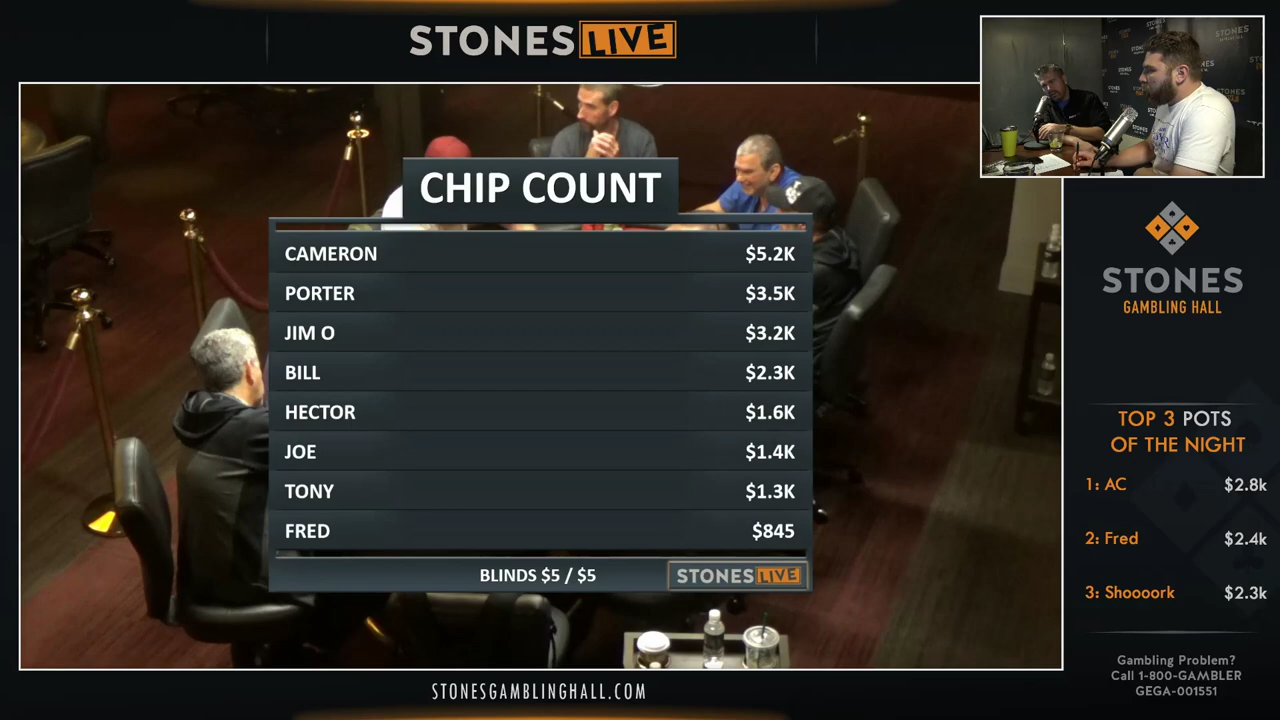 STONES LIVE
CHIP COUNT
CAMERON $5.2K
PORTER $3.5K
JIM O $3.2K
BILL $2.3K
HECTOR $1.6K
JOE $1.4K
TONY $1.3K
FRED $845
BLINDS $5 / $5
STONES LIVE
STONES
GAMBLING HALL
TOP 3 POTS
OF THE NIGHT
1: AC $2.8k
2: Fred $2.4k
3: Shoooork $2.3k
Gambling Problem?
Call 1-800-GAMBLER
GEGA-001551
STONESGAMBLINGHALL.COM
STONES
STONES